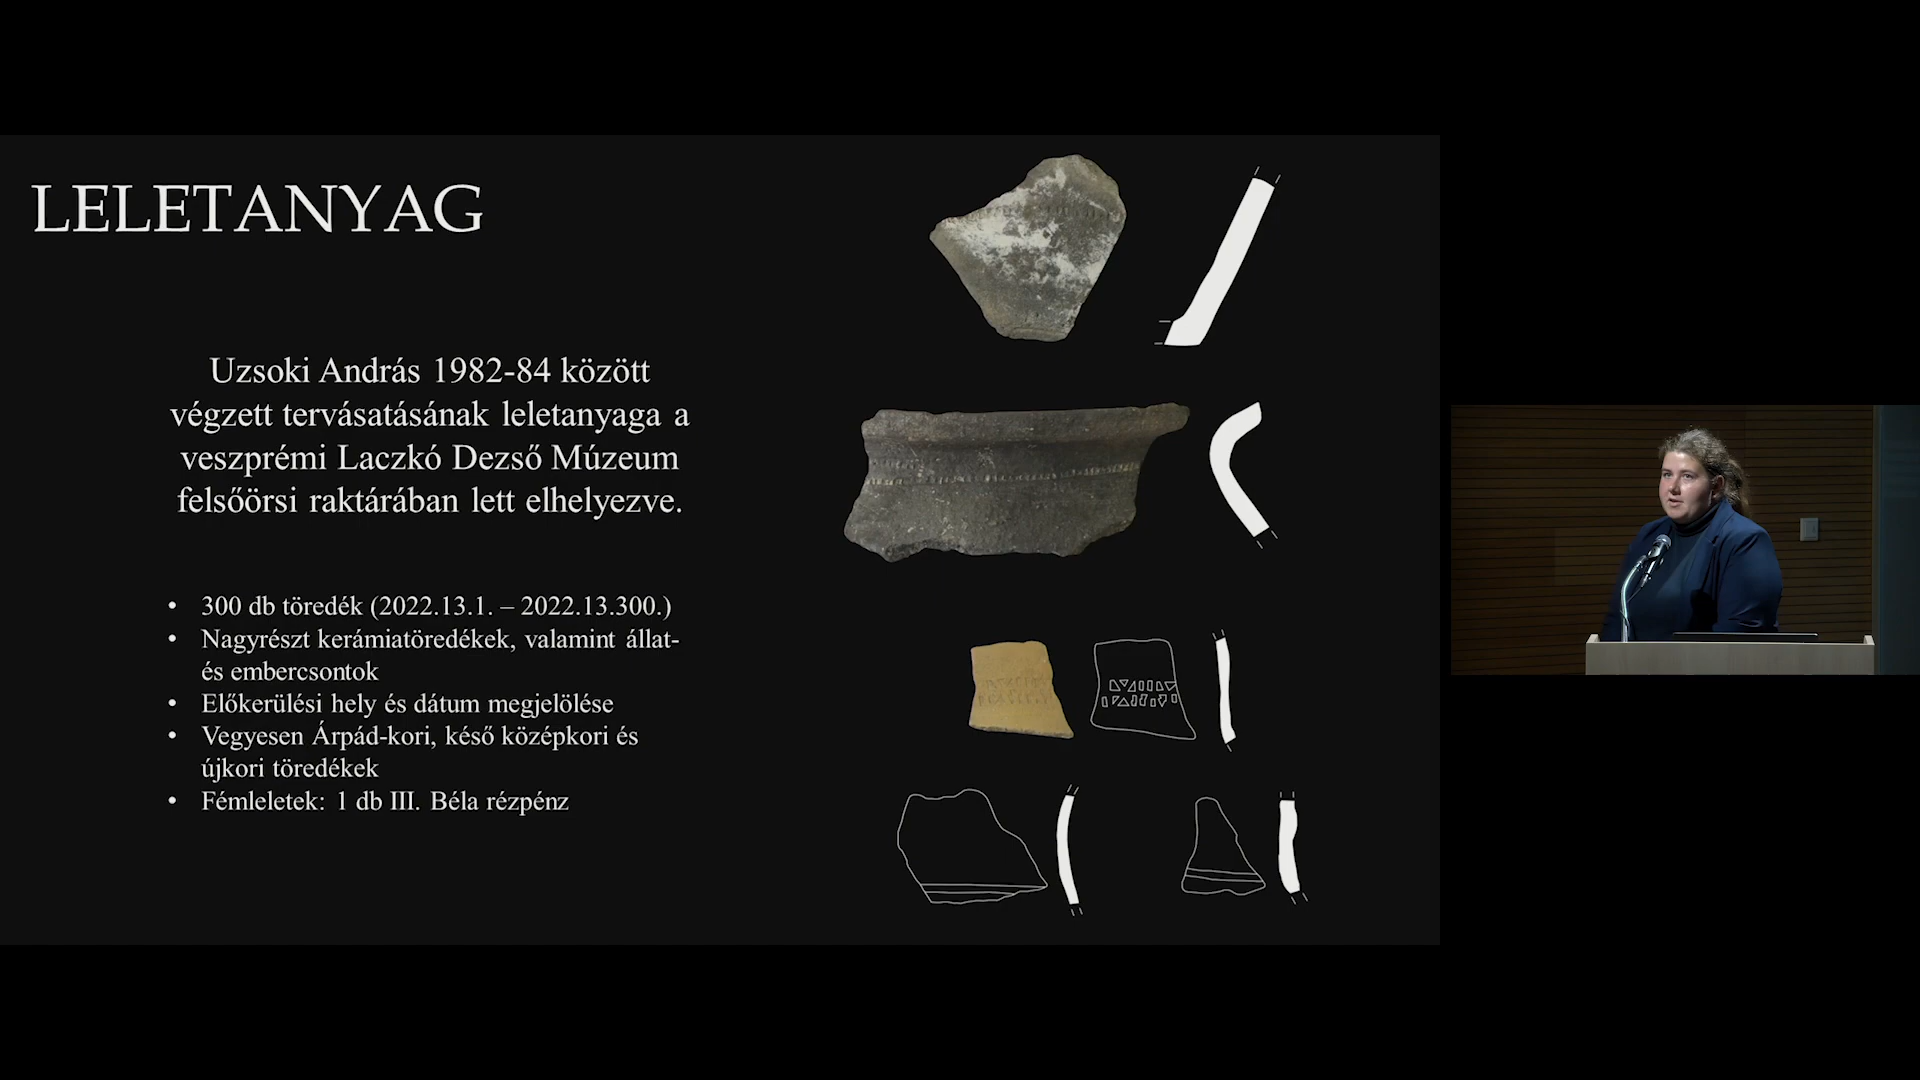 LELETANYAG
Uzsoki András 1982-84 között
végzett tervásatásának leletanyaga a
veszprémi Laczkó Dezső Múzeum
felsőörsi raktárában lett elhelyezve.
• 300 db töredék (2022.13.1. – 2022.13.300.)
• Nagyrészt kerámiatöredékek, valamint állat-
és embercsontok
• Előkerülési hely és dátum megjelölése
• Vegyesen Árpád-kori, késő középkori és
újkori töredékek
• Fémleletek: 1 db III. Béla rézpénz